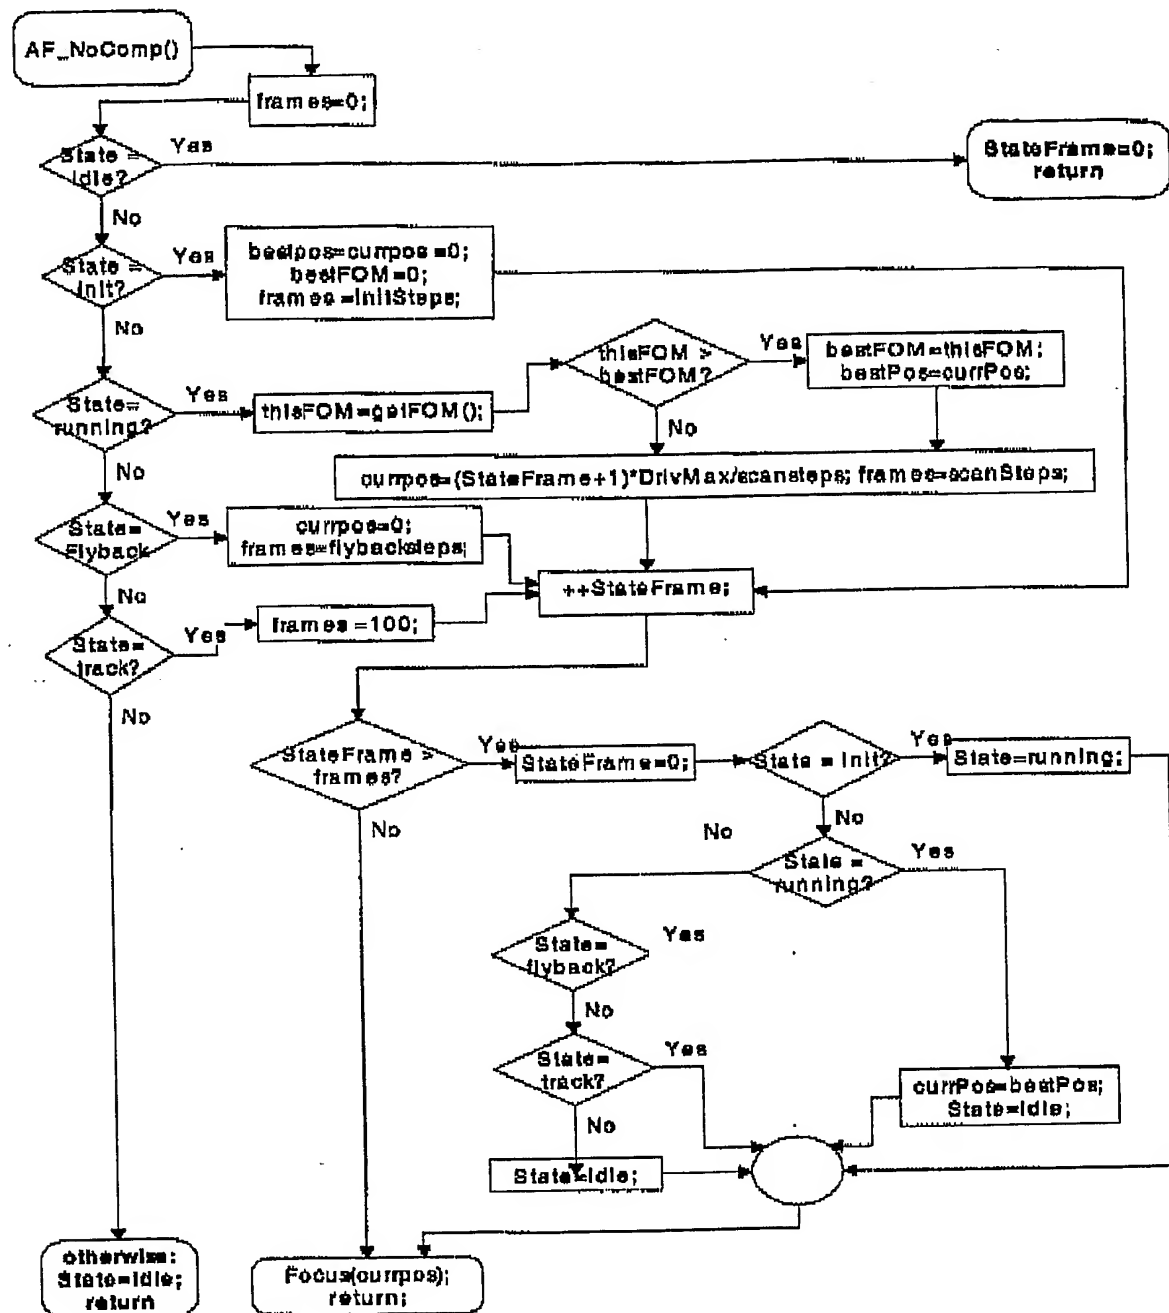 AF_NoComp()
frames=0;
State =
Idle?
Yes
StateFrame=0;
return
No
State =
Init?
Yes
bestpos=currpos =0;
bestFOM =0;
frames =InitSteps;
No
State=
running?
Yes
thisFOM=getFOM();
thisFOM >
bestFOM?
Yes
bestFOM=thisFOM;
bestPos=currPos;
No
No
currpos=(StateFrame+1)*DrivMax/scansteps; frames=scanSteps;
State=
Flyback
Yes
currpos=0;
frames=flybacksteps;
++StateFrame;
No
State=
track?
Yes
frames =100;
No
StateFrame >
frames?
Yes
StateFrame=0;
State = Init?
Yes
State=running;
No
No
No
State =
running?
Yes
State=
flyback?
Yes
No
State=
track?
Yes
currPos=bestPos;
State=Idle;
No
State=Idle;
otherwise:
State=Idle;
return
Focus(currpos);
return;